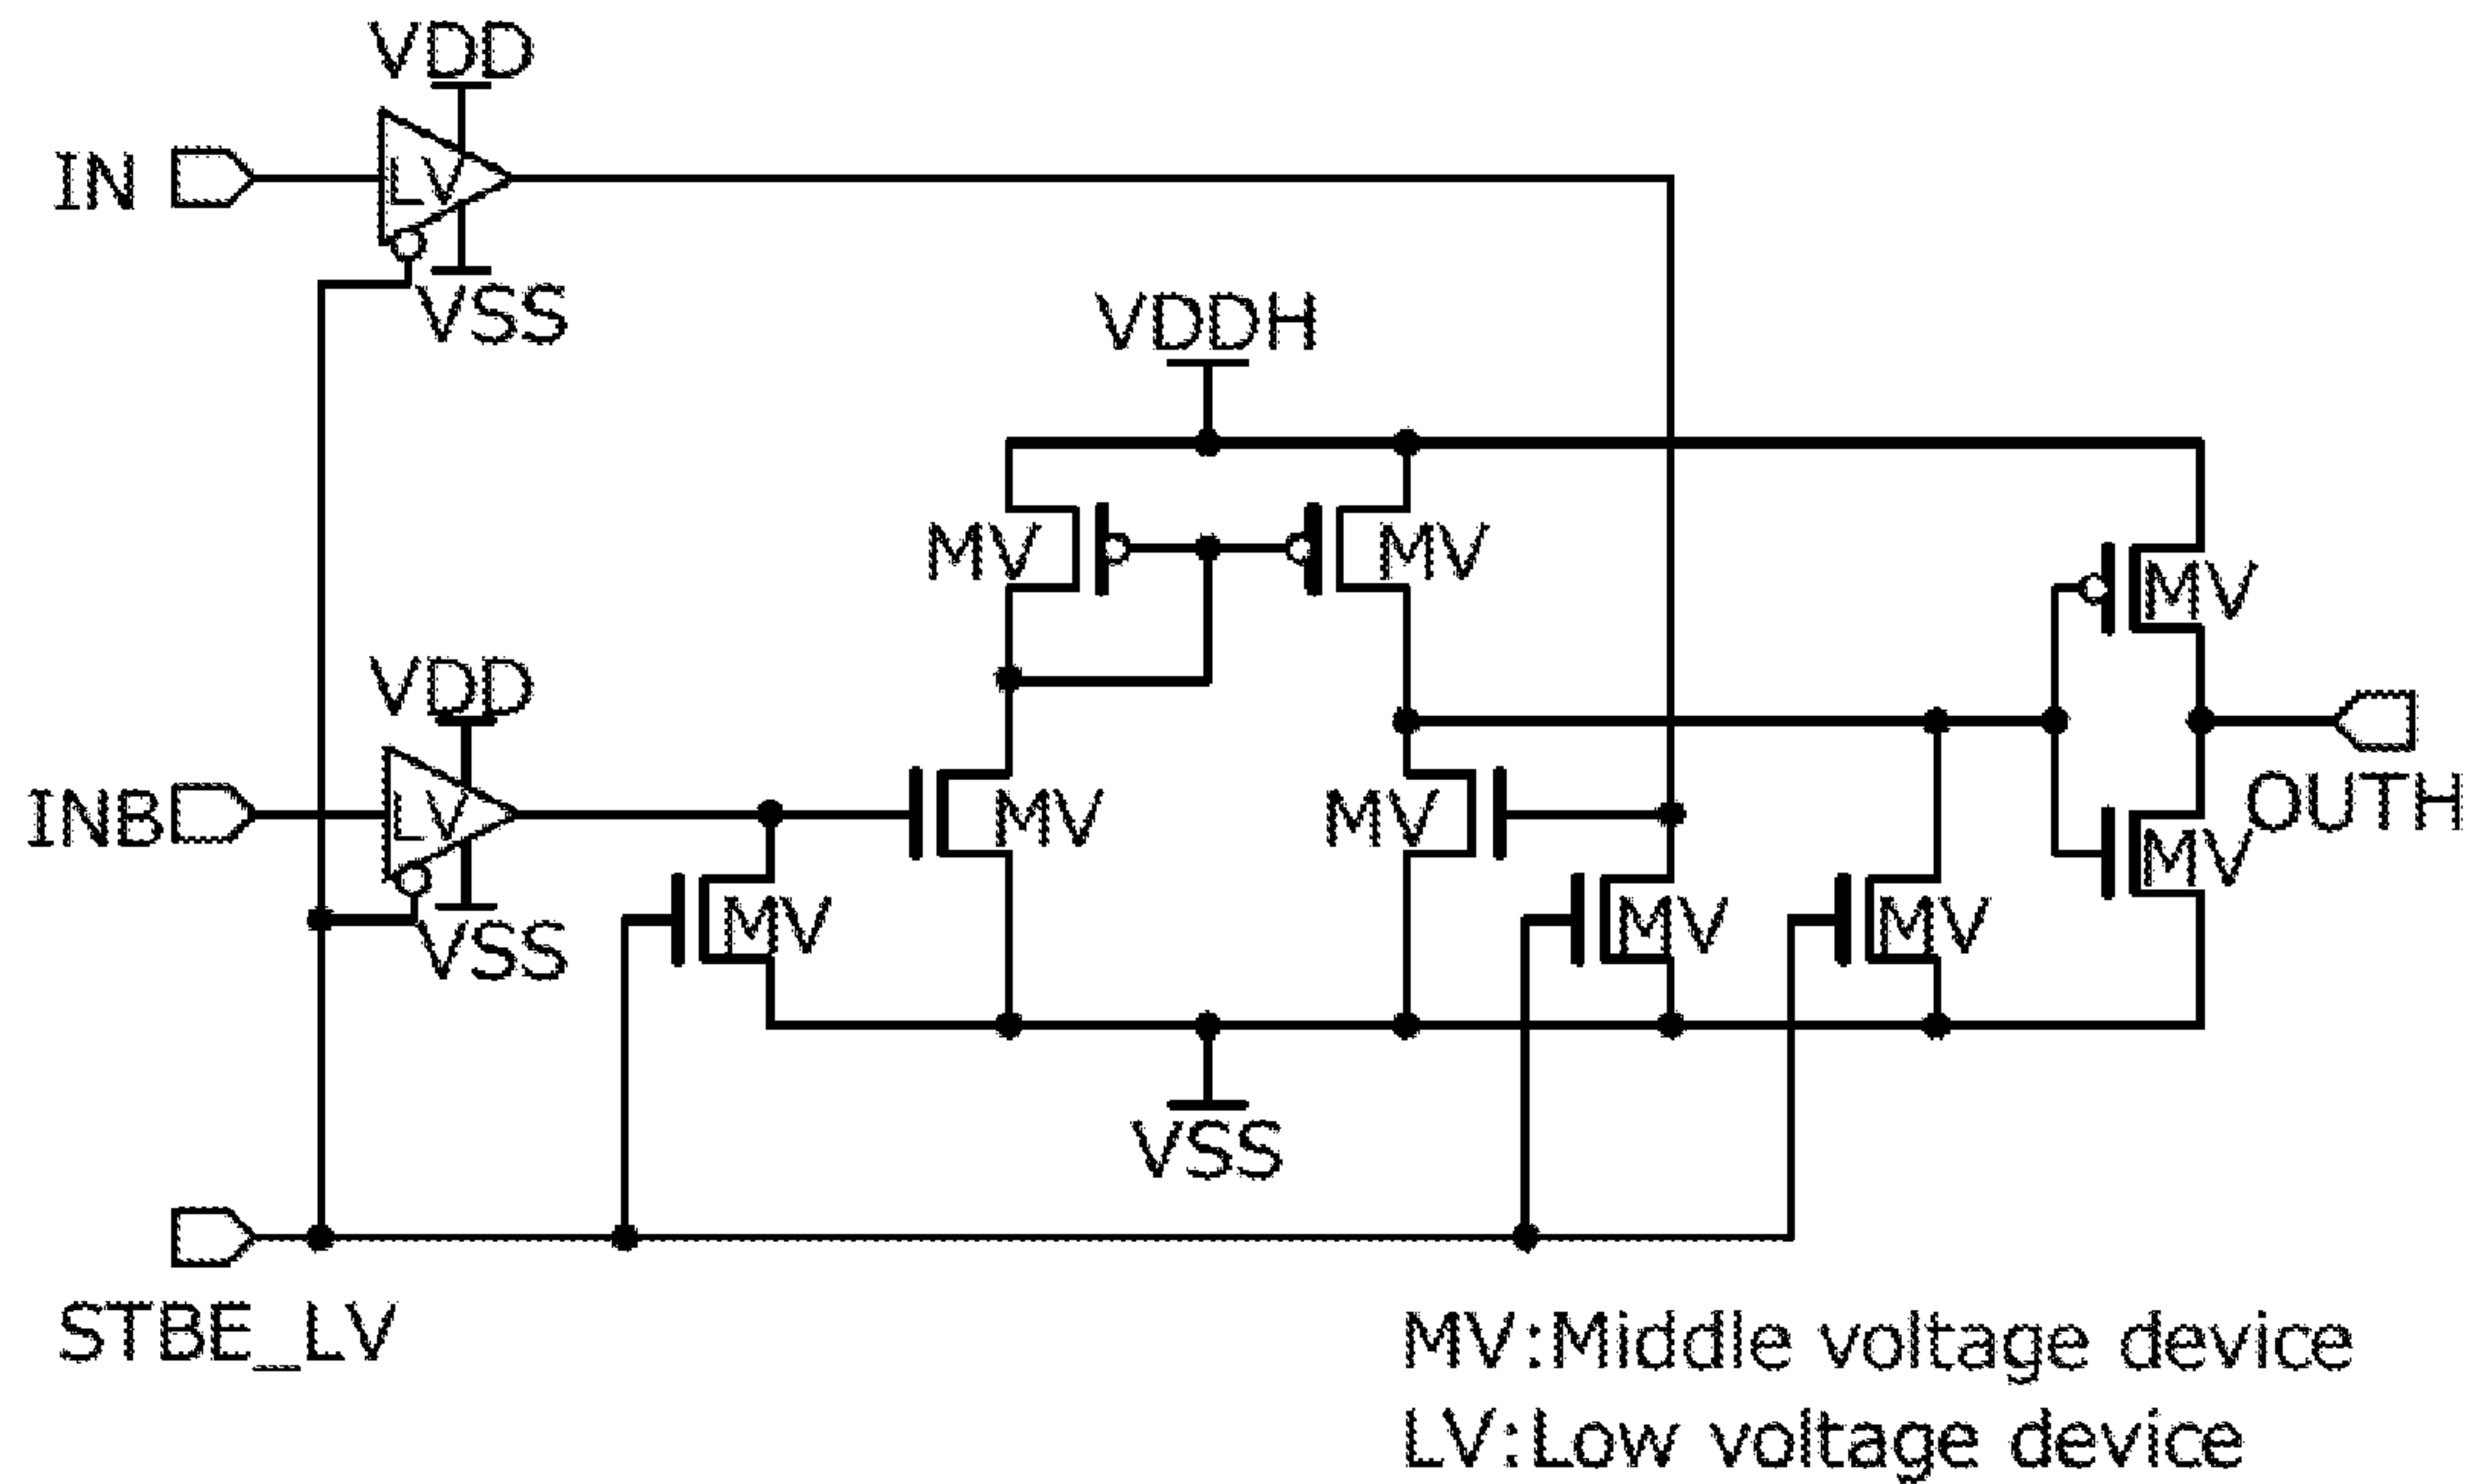 VDD
IN
LV
VSS
VDDH
MV
MV
MV
VDD
INB
LV
MV
MV
OUTH
MV
MV
MV
MV
VSS
VSS
STBE_LV
MV:Middle voltage device
LV:Low voltage device